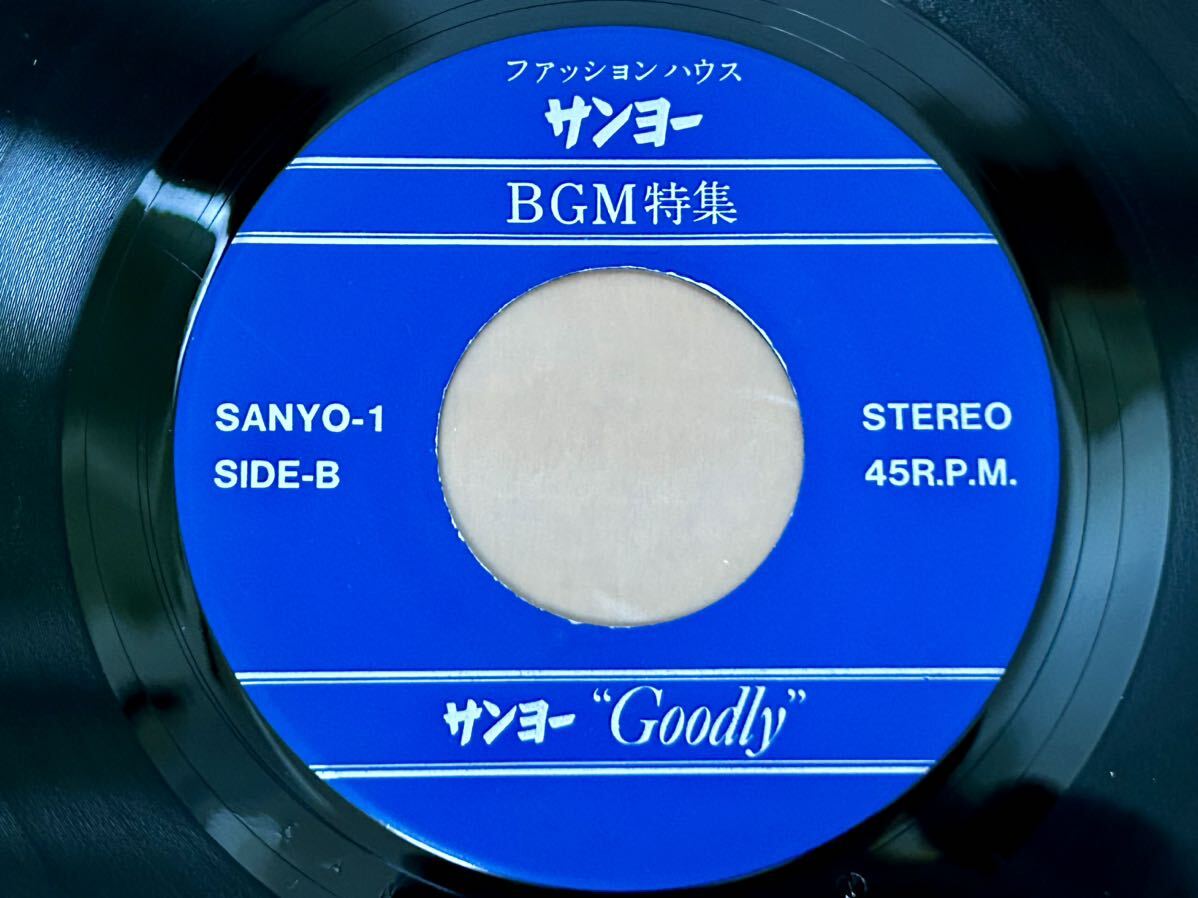 ファッションハウス
サンヨー
BGM特集
SANYO-1
STEREO
SIDE-B
45R.P.M.
サンヨー “Goodly”